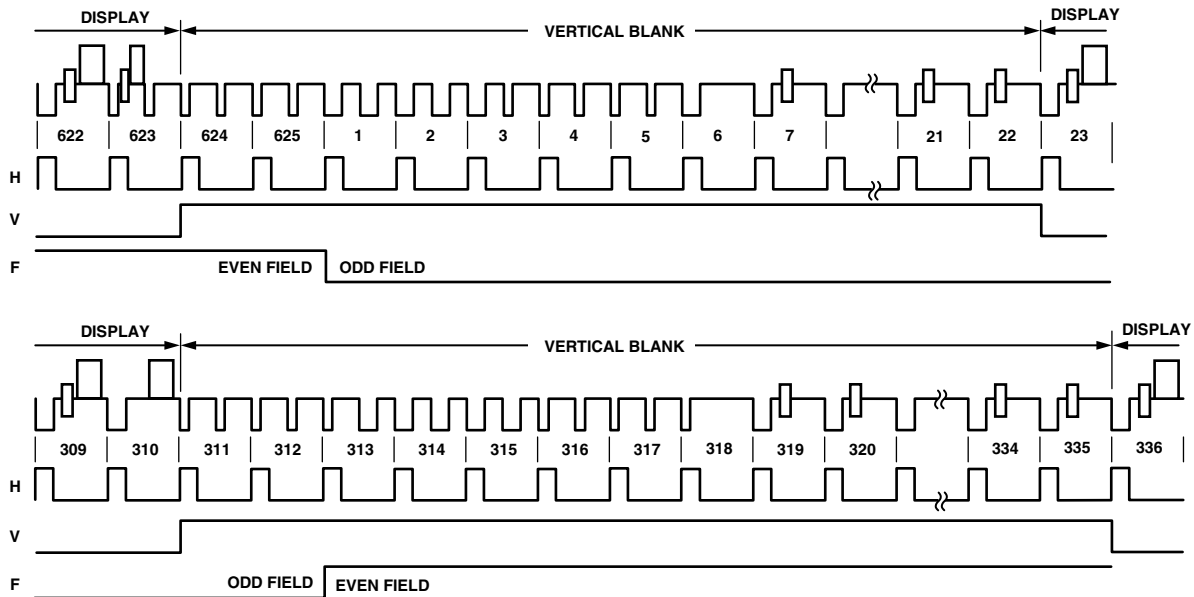 DISPLAY VERTICAL BLANK DISPLAY
622 623 624 625 1 2 3 4 5 6 7 21 22 23
H
V
F EVEN FIELD ODD FIELD
DISPLAY VERTICAL BLANK DISPLAY
309 310 311 312 313 314 315 316 317 318 319 320 334 335 336
H
V
F ODD FIELD EVEN FIELD